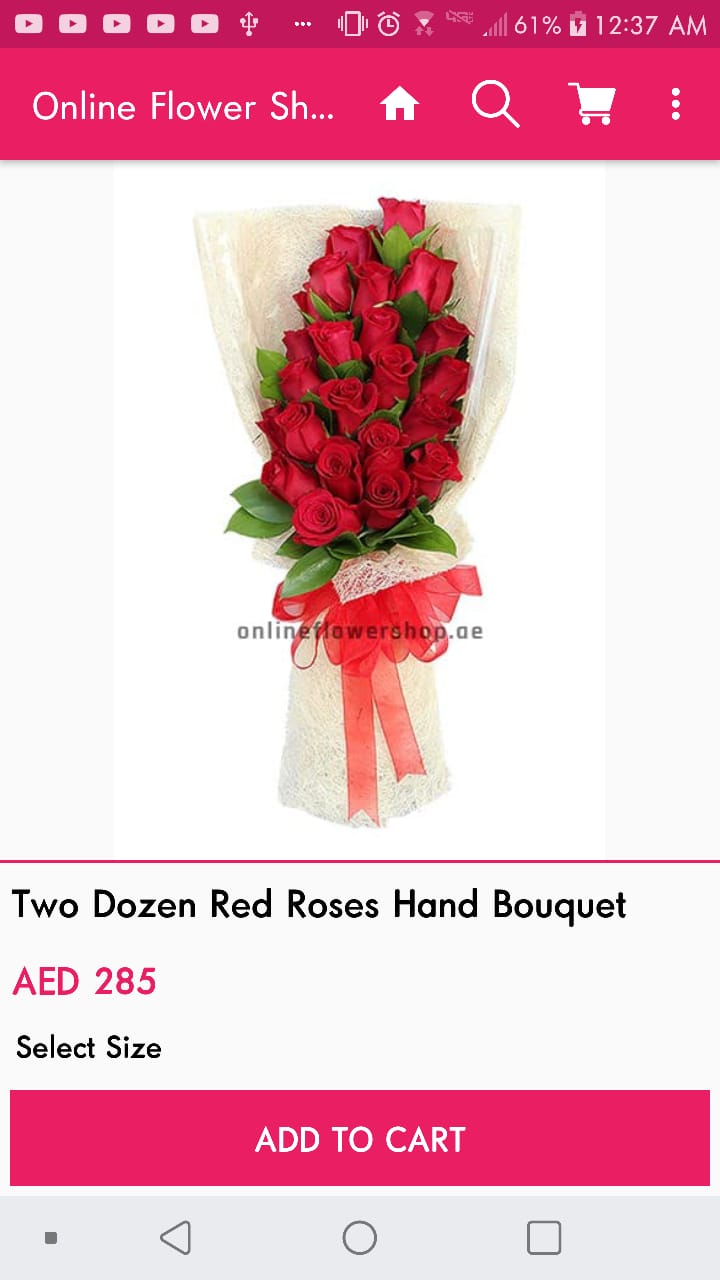 61% 12:37 AM
Online Flower Sh...
onlineflowershop.ae
Two Dozen Red Roses Hand Bouquet
AED 285
Select Size
ADD TO CART